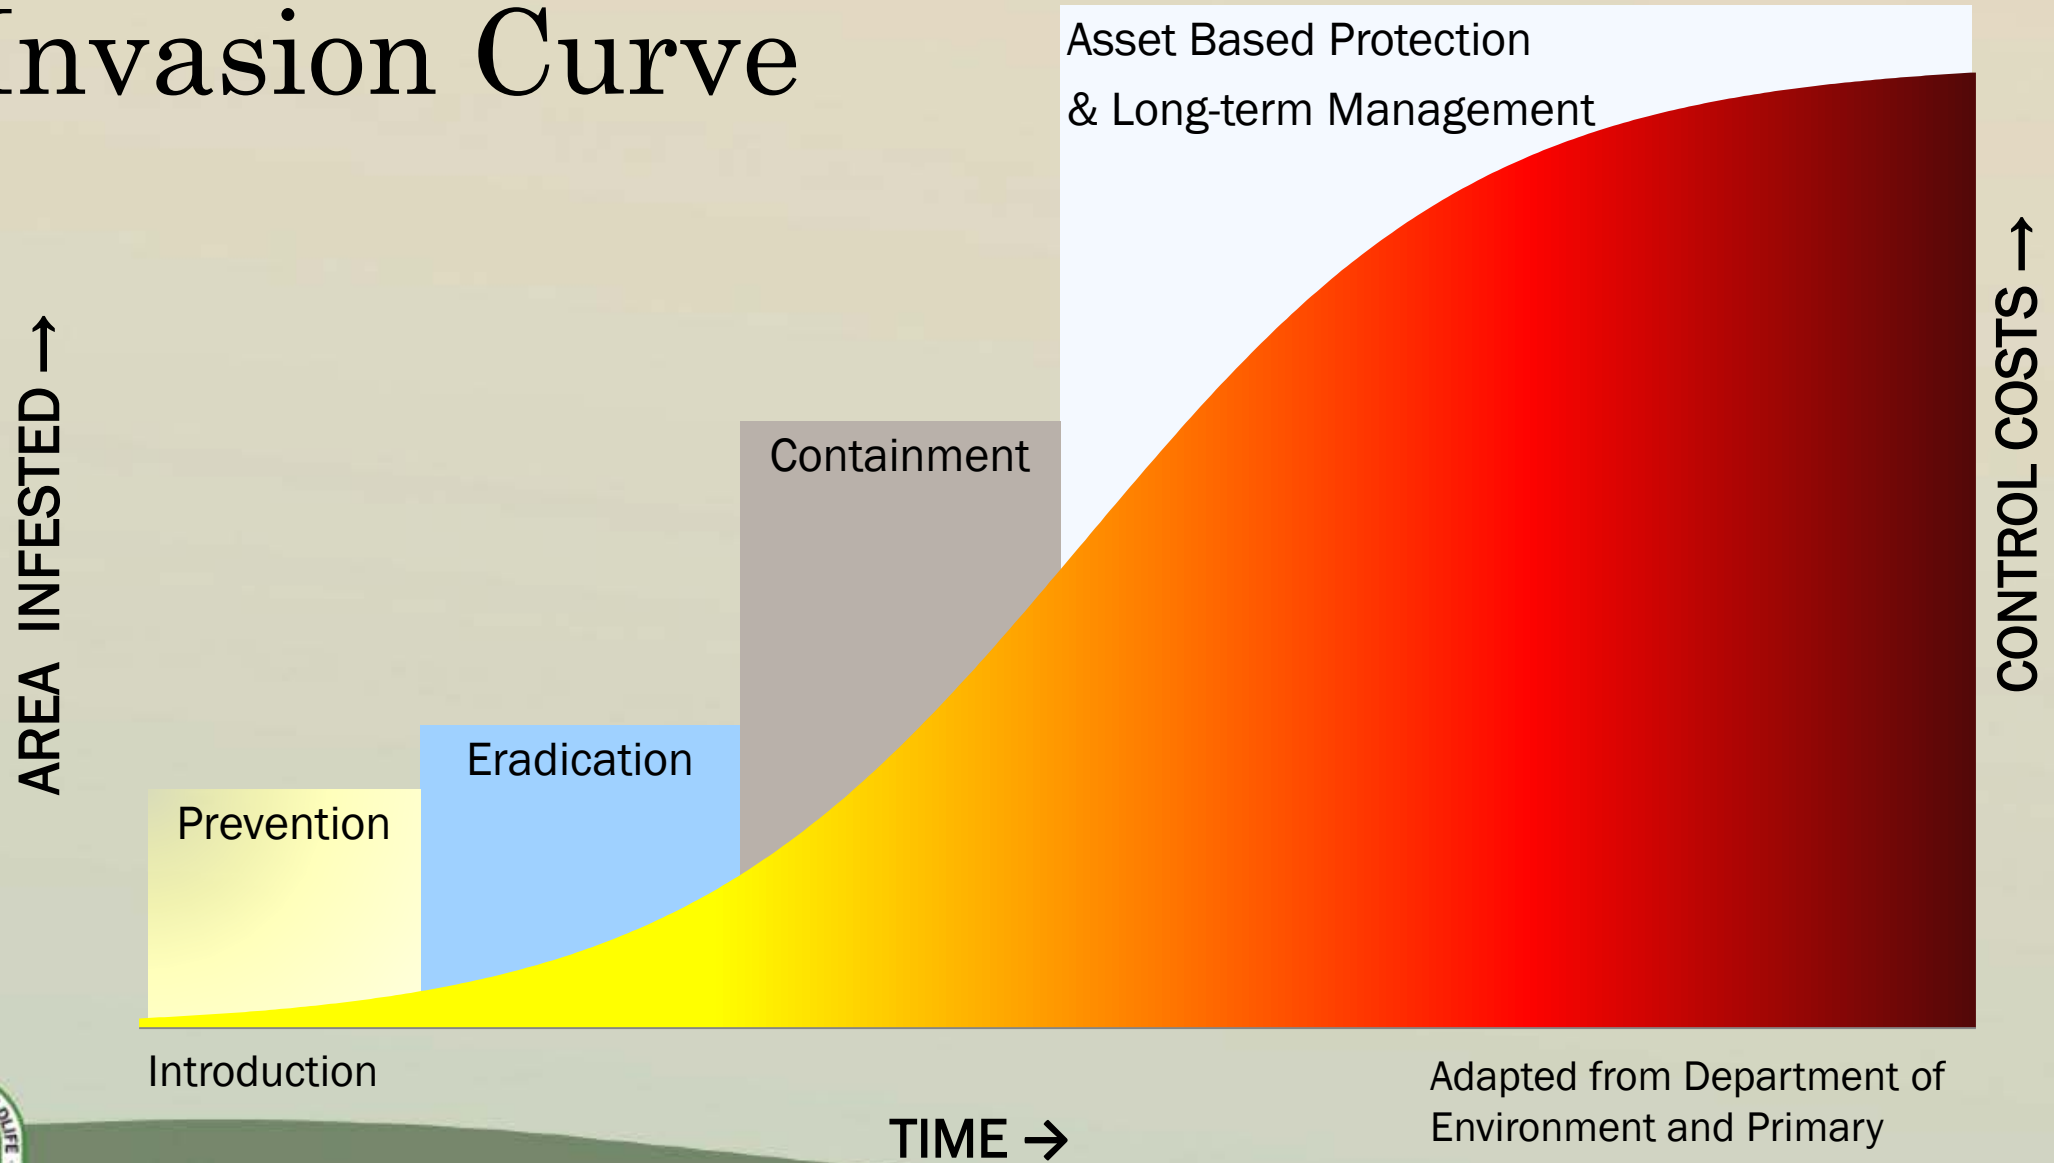 Invasion Curve
Asset Based Protection
& Long-term Management
Containment
Eradication
Prevention
AREA INFESTED →
CONTROL COSTS →
Introduction
TIME →
Adapted from Department of
Environment and Primary